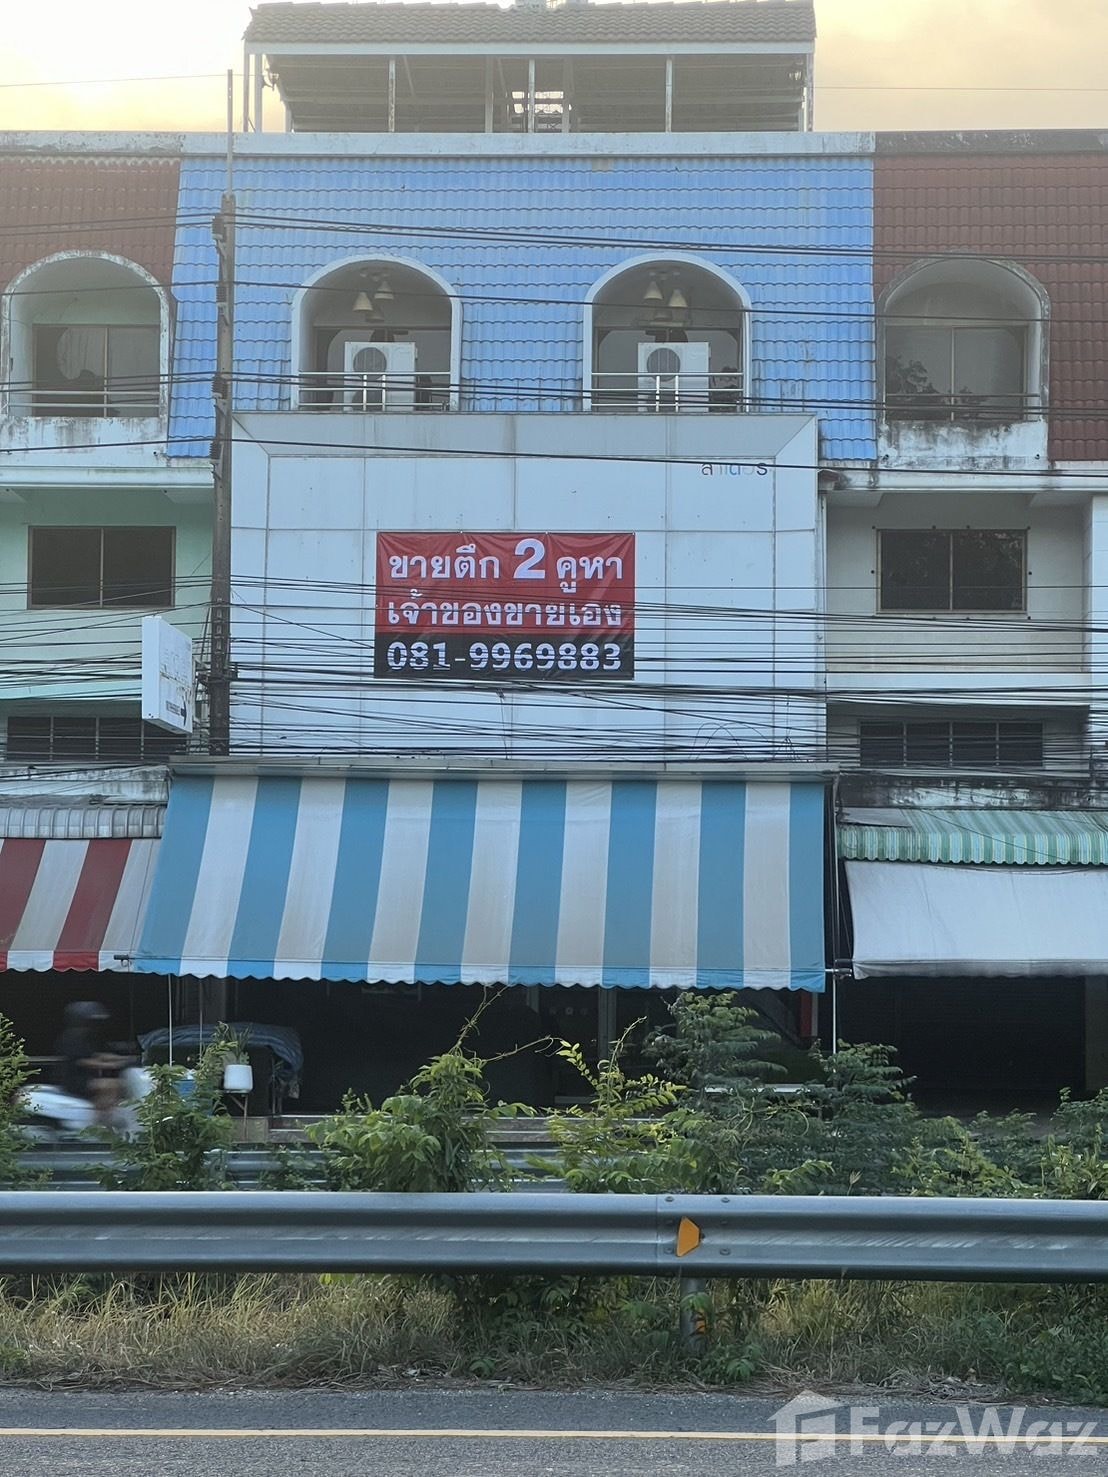 ขายตึก 2 คูหา
เจ้าของขายเอง
081-9969883
FazWaz